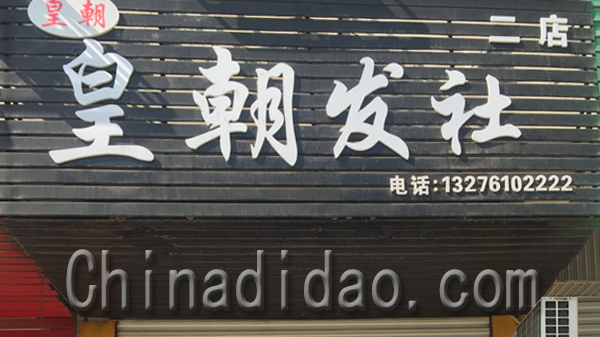 皇朝
二店
皇朝发社
电话:13276102222
Chinadidao.com